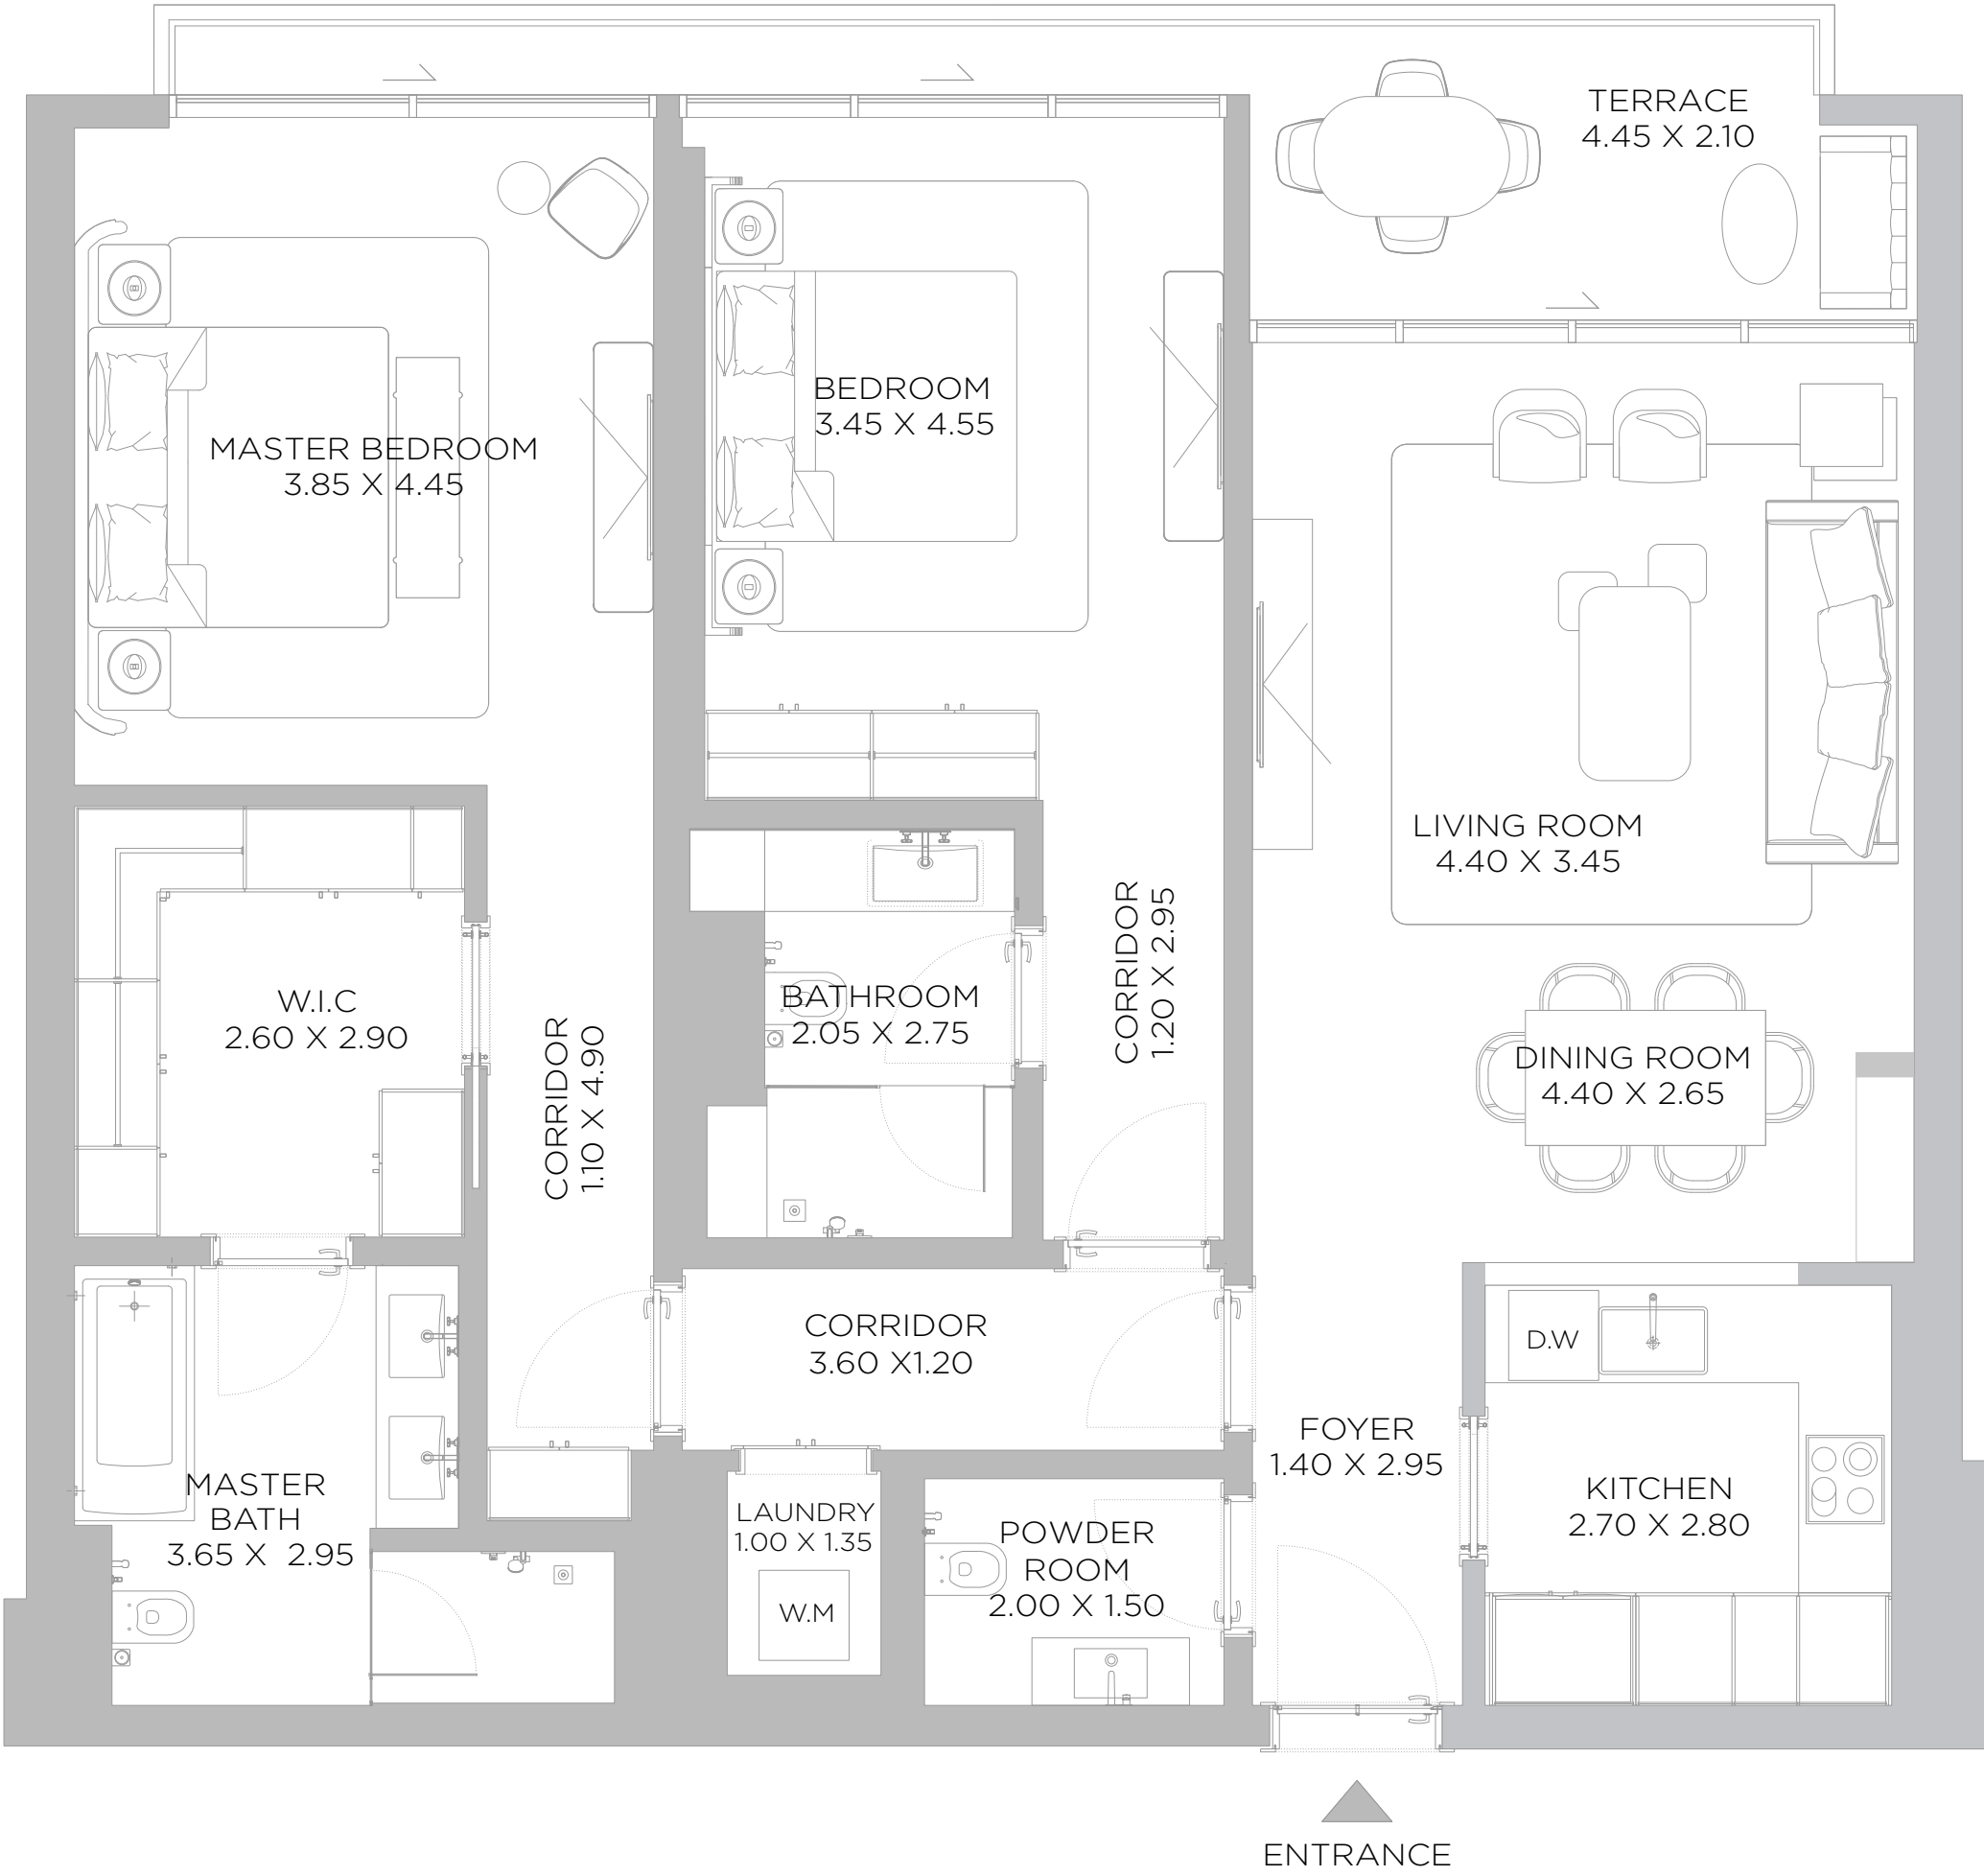 TERRACE
4.45 X 2.10
BEDROOM
3.45 X 4.55
MASTER BEDROOM
3.85 X 4.45
LIVING ROOM
4.40 X 3.45
W.I.C
2.60 X 2.90
CORRIDOR
1.10 X 4.90
BATHROOM
2.05 X 2.75
CORRIDOR
1.20 X 2.95
DINING ROOM
4.40 X 2.65
CORRIDOR
3.60 X1.20
D.W
FOYER
1.40 X 2.95
KITCHEN
2.70 X 2.80
MASTER
BATH
3.65 X  2.95
LAUNDRY
1.00 X 1.35
W.M
POWDER
ROOM
2.00 X 1.50
ENTRANCE